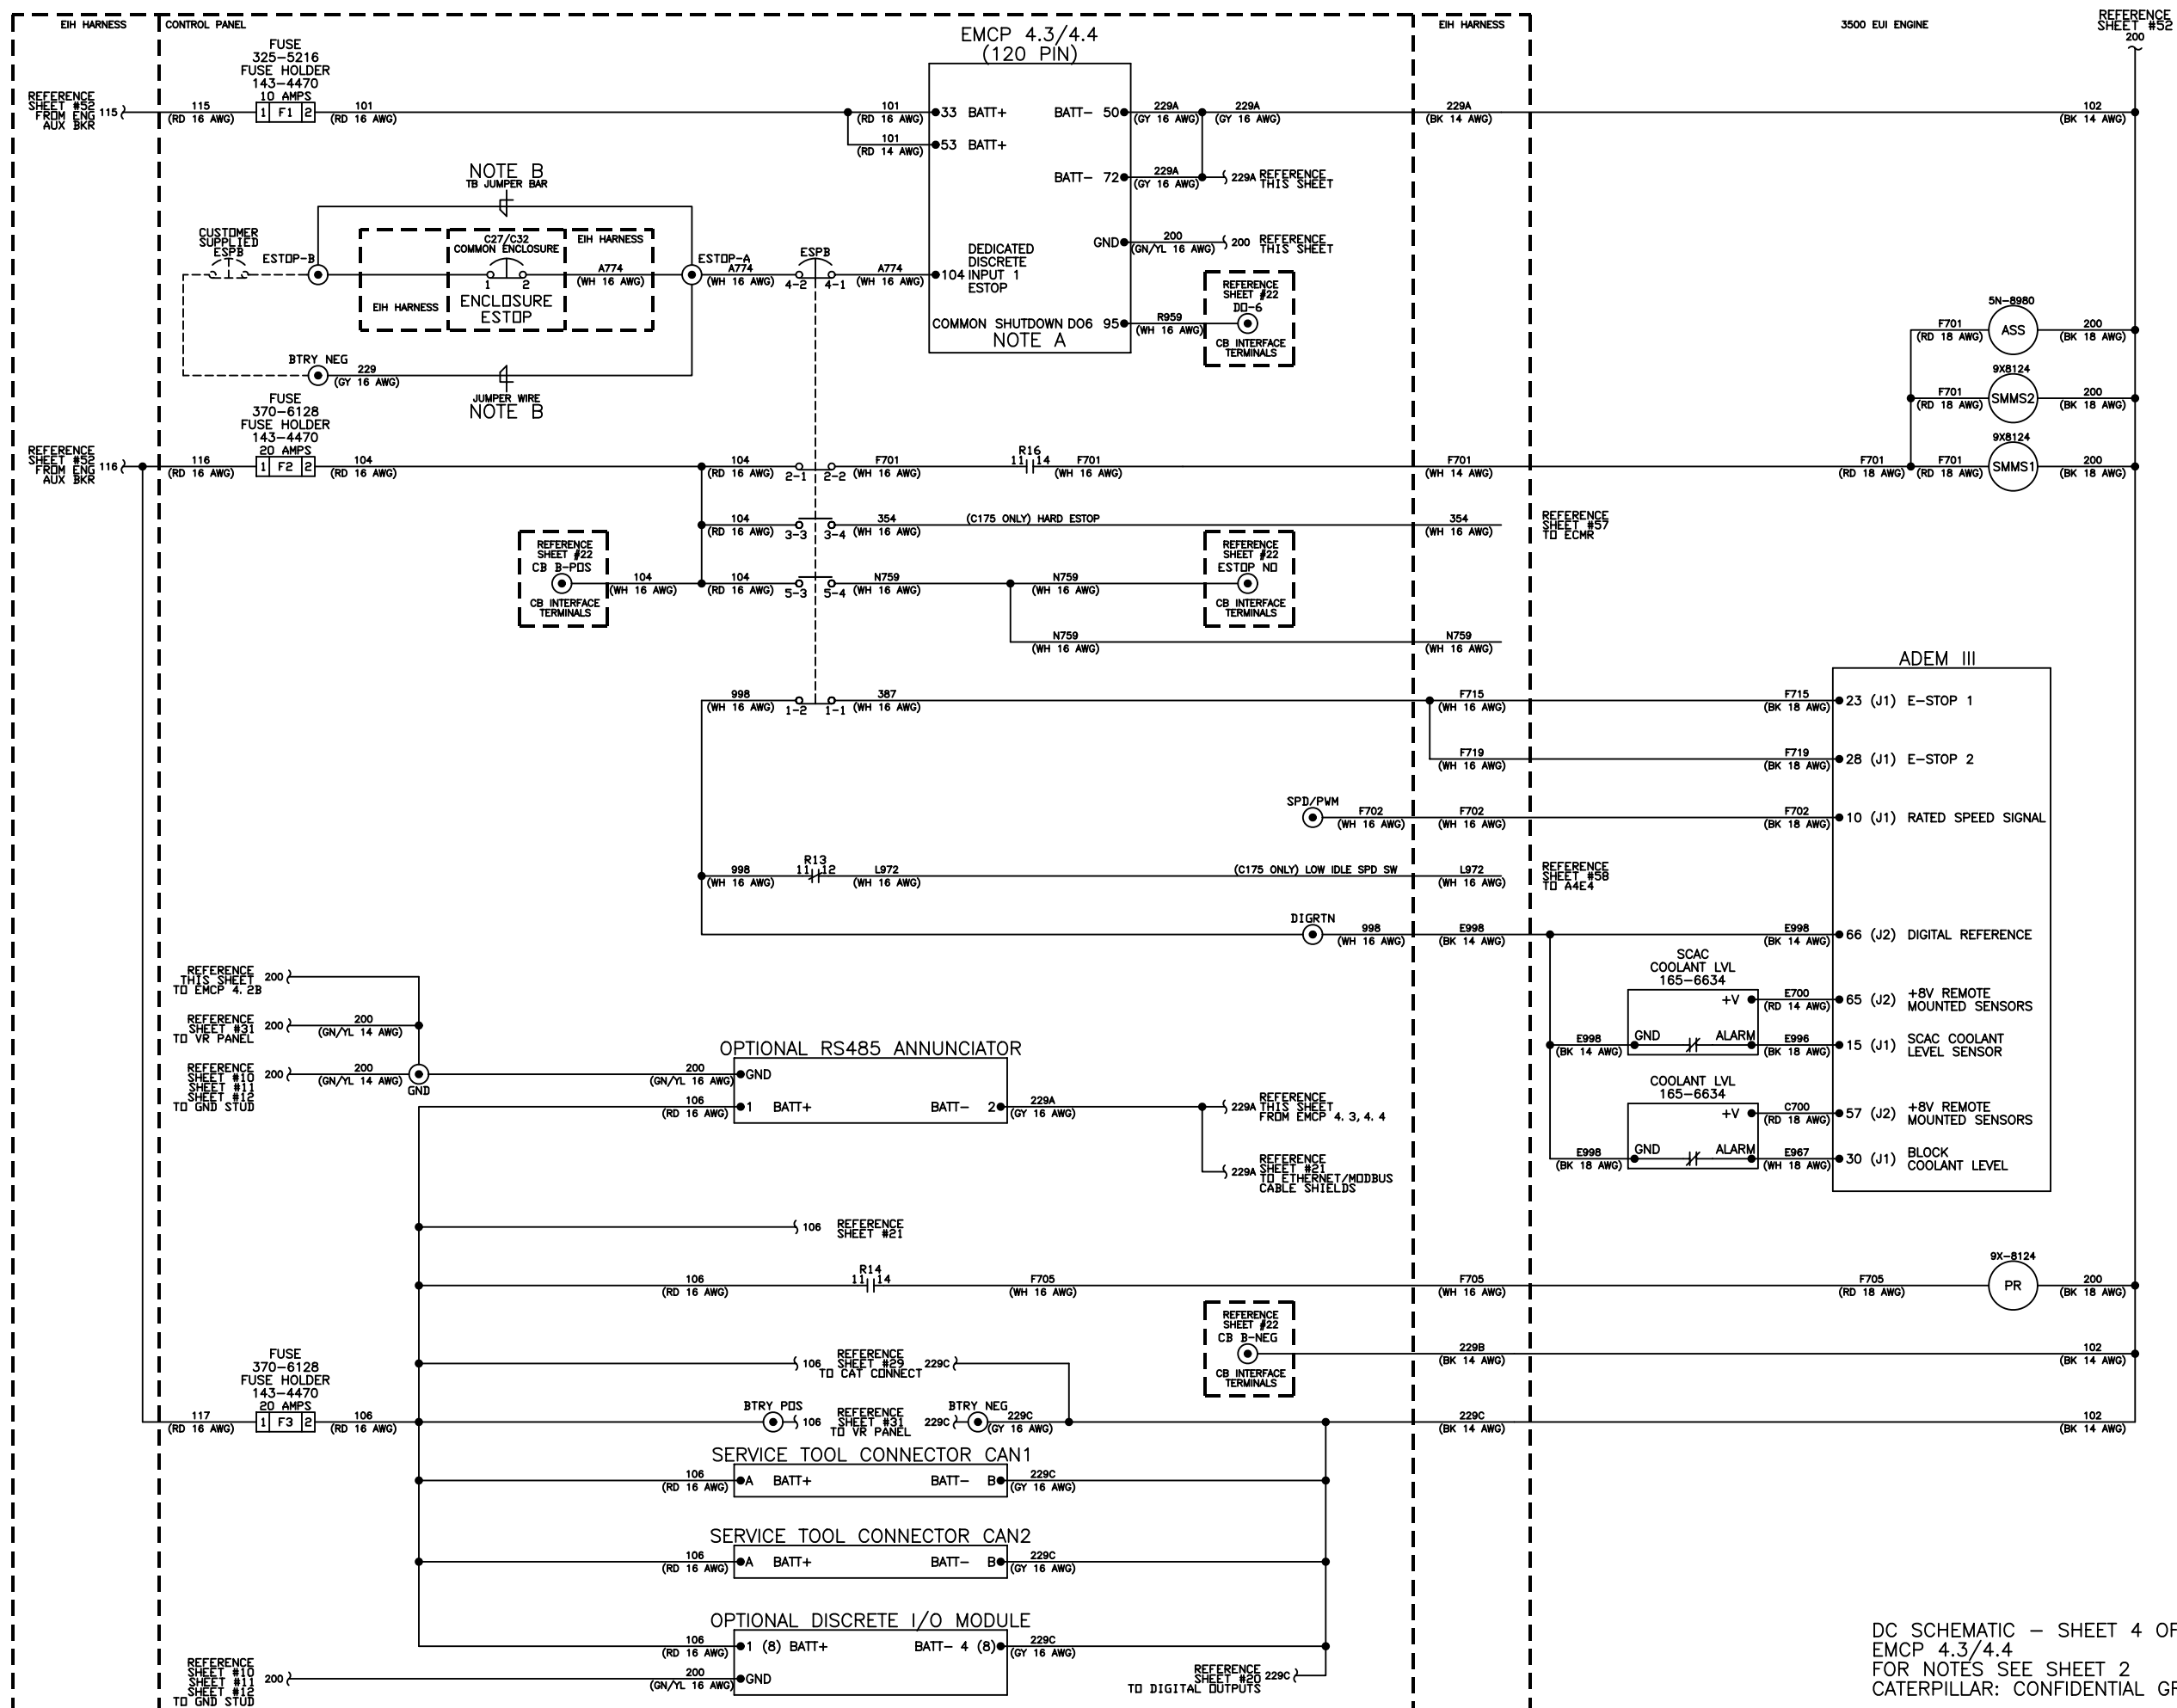 EIH HARNESS
CONTROL PANEL
EIH HARNESS
3500 EUI ENGINE
REFERENCE
SHEET #52
200
FUSE
325-5216
FUSE HOLDER
143-4470
10 AMPS
1 F1 2
REFERENCE
SHEET #52
FROM ENG
AUX BKR
115
115
(RD 16 AWG)
101
(RD 16 AWG)
EMCP 4.3/4.4
(120 PIN)
101
(RD 16 AWG)
33 BATT+
101
(RD 14 AWG)
53 BATT+
BATT- 50
229A
(GY 16 AWG)
229A
(GY 16 AWG)
229A
(BK 14 AWG)
102
(BK 14 AWG)
BATT- 72
229A
(GY 16 AWG)
229A REFERENCE
THIS SHEET
GND
200
(GN/YL 16 AWG)
200 REFERENCE
THIS SHEET
DEDICATED
DISCRETE
104 INPUT 1
ESTOP
COMMON SHUTDOWN DO6 95
NOTE A
R959
(WH 16 AWG)
REFERENCE
SHEET #22
DO-6
CB INTERFACE
TERMINALS
NOTE B
TB JUMPER BAR
CUSTOMER
SUPPLIED
ESPB
ESTOP-B
C27/C32
COMMON ENCLOSURE
EIH HARNESS
EIH HARNESS
1 2
ENCLOSURE
ESTOP
A774
(WH 16 AWG)
ESTOP-A
A774
(WH 16 AWG)
ESPB
4-2 4-1
A774
(WH 16 AWG)
BTRY NEG
229
(GY 16 AWG)
JUMPER WIRE
NOTE B
5N-8980
ASS
F701
(RD 18 AWG)
200
(BK 18 AWG)
9X8124
SMMS2
F701
(RD 18 AWG)
200
(BK 18 AWG)
9X8124
SMMS1
F701
(RD 18 AWG)
F701
(RD 18 AWG)
200
(BK 18 AWG)
FUSE
370-6128
FUSE HOLDER
143-4470
20 AMPS
1 F2 2
REFERENCE
SHEET #52
FROM ENG
AUX BKR
116
116
(RD 16 AWG)
104
(RD 16 AWG)
104
(RD 16 AWG)
2-1 2-2
F701
(WH 16 AWG)
R16
11 14
F701
(WH 16 AWG)
F701
(WH 14 AWG)
104
(RD 16 AWG)
3-3 3-4
354
(WH 16 AWG)
(C175 ONLY) HARD ESTOP
354
(WH 16 AWG)
REFERENCE
SHEET #57
TO ECMR
REFERENCE
SHEET #22
CB B-POS
CB INTERFACE
TERMINALS
104
(WH 16 AWG)
104
(RD 16 AWG)
5-3 5-4
N759
(WH 16 AWG)
N759
(WH 16 AWG)
REFERENCE
SHEET #22
ESTOP NO
CB INTERFACE
TERMINALS
N759
(WH 16 AWG)
N759
(WH 16 AWG)
ADEM III
998
(WH 16 AWG)
1-2 1-1
387
(WH 16 AWG)
F715
(WH 16 AWG)
F715
(BK 18 AWG)
23 (J1) E-STOP 1
F719
(WH 16 AWG)
F719
(BK 18 AWG)
28 (J1) E-STOP 2
SPD/PWM
F702
(WH 16 AWG)
F702
(WH 16 AWG)
F702
(BK 18 AWG)
10 (J1) RATED SPEED SIGNAL
998
(WH 16 AWG)
R13
11 12
L972
(WH 16 AWG)
(C175 ONLY) LOW IDLE SPD SW
L972
(WH 16 AWG)
REFERENCE
SHEET #58
TO A4E4
DIGRTN
998
(WH 16 AWG)
E998
(BK 14 AWG)
E998
(BK 14 AWG)
66 (J2) DIGITAL REFERENCE
SCAC
COOLANT LVL
165-6634
+V
E700
(RD 14 AWG)
65 (J2) +8V REMOTE
MOUNTED SENSORS
E998
(BK 14 AWG)
GND ALARM
E996
(BK 18 AWG)
15 (J1) SCAC COOLANT
LEVEL SENSOR
COOLANT LVL
165-6634
+V
C700
(RD 18 AWG)
57 (J2) +8V REMOTE
MOUNTED SENSORS
E998
(BK 18 AWG)
GND ALARM
E967
(WH 18 AWG)
30 (J1) BLOCK
COOLANT LEVEL
REFERENCE
THIS SHEET
TO EMCP 4.2B
200
REFERENCE
SHEET #31
TO VR PANEL
200
200
(GN/YL 14 AWG)
REFERENCE
SHEET #10
SHEET #11
SHEET #12
TO GND STUD
200
200
(GN/YL 14 AWG)
GND
OPTIONAL RS485 ANNUNCIATOR
200
(GN/YL 16 AWG)
GND
106
(RD 16 AWG)
1 BATT+
BATT- 2
229A
(GY 16 AWG)
229A REFERENCE
THIS SHEET
FROM EMCP 4.3,4.4
229A REFERENCE
SHEET #21
TO ETHERNET/MODBUS
CABLE SHIELDS
106 REFERENCE
SHEET #21
106
(RD 16 AWG)
R14
11 14
F705
(WH 16 AWG)
F705
(WH 16 AWG)
F705
(RD 18 AWG)
9X-8124
PR
200
(BK 18 AWG)
REFERENCE
SHEET #22
CB B-NEG
CB INTERFACE
TERMINALS
229B
(BK 14 AWG)
102
(BK 14 AWG)
106 REFERENCE
SHEET #29
TO CAT CONNECT
229C
FUSE
370-6128
FUSE HOLDER
143-4470
20 AMPS
1 F3 2
117
(RD 16 AWG)
106
(RD 16 AWG)
BTRY POS
106 REFERENCE
SHEET #31
TO VR PANEL
229C
BTRY NEG
229C
(GY 16 AWG)
229C
(BK 14 AWG)
102
(BK 14 AWG)
SERVICE TOOL CONNECTOR CAN1
106
(RD 16 AWG)
A BATT+
BATT- B
229C
(GY 16 AWG)
SERVICE TOOL CONNECTOR CAN2
106
(RD 16 AWG)
A BATT+
BATT- B
229C
(GY 16 AWG)
OPTIONAL DISCRETE I/O MODULE
106
(RD 16 AWG)
1 (8) BATT+
BATT- 4 (8)
229C
(GY 16 AWG)
REFERENCE
SHEET #10
SHEET #11
SHEET #12
TO GND STUD
200
200
(GN/YL 16 AWG)
GND
REFERENCE
SHEET #20
TO DIGITAL OUTPUTS
229C
DC SCHEMATIC - SHEET 4 OF
EMCP 4.3/4.4
FOR NOTES SEE SHEET 2
CATERPILLAR: CONFIDENTIAL